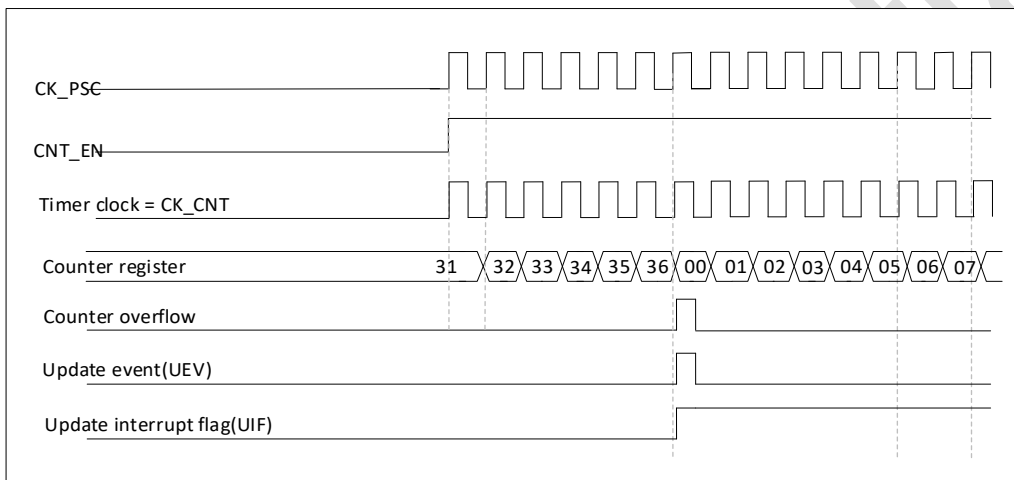 CK_PSC
CNT_EN
Timer clock = CK_CNT
Counter register 31 32 33 34 35 36 00 01 02 03 04 05 06 07
Counter overflow
Update event(UEV)
Update interrupt flag(UIF)